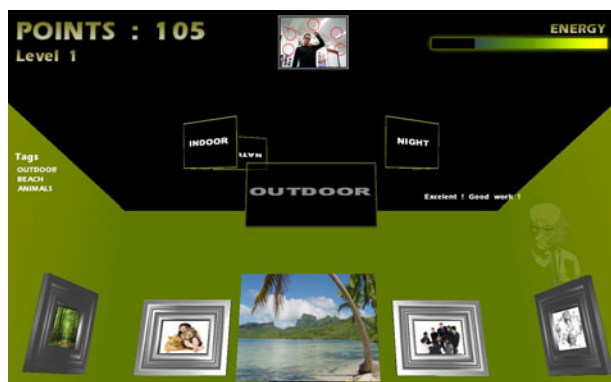 POINTS : 105
Level 1
ENERGY
INDOOR
NIGHT
Tags
OUTDOOR
BEACH
ANIMALS
OUTDOOR
Excelent ! Good work !